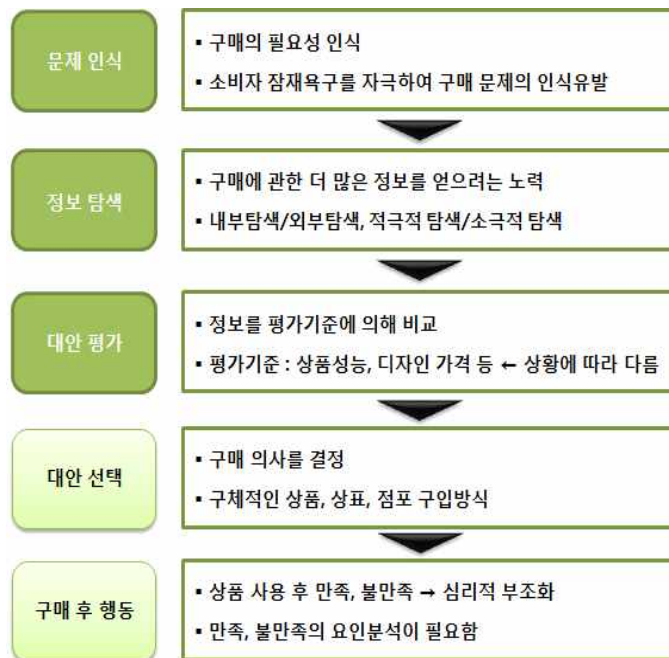 문제 인식
▪ 구매의 필요성 인식
▪ 소비자 잠재욕구를 자극하여 구매 문제의 인식유발
정보 탐색
▪ 구매에 관한 더 많은 정보를 얻으려는 노력
▪ 내부탐색/외부탐색, 적극적 탐색/소극적 탐색
대안 평가
▪ 정보를 평가기준에 의해 비교
▪ 평가기준 : 상품성능, 디자인 가격 등 ← 상황에 따라 다름
대안 선택
▪ 구매 의사를 결정
▪ 구체적인 상품, 상표, 점포 구입방식
구매 후 행동
▪ 상품 사용 후 만족, 불만족 → 심리적 부조화
▪ 만족, 불만족의 요인분석이 필요함